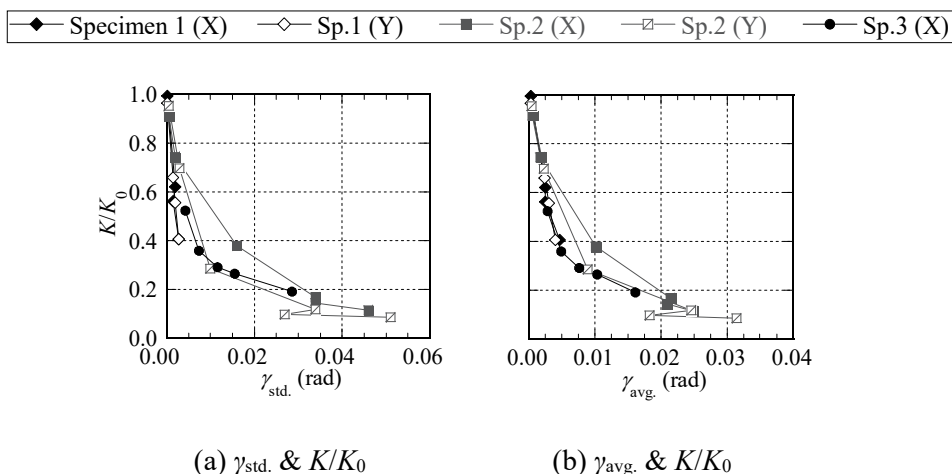 Specimen 1 (X) Sp.1 (Y) Sp.2 (X) Sp.2 (Y) Sp.3 (X)
1.0
0.8
0.6
0.4
0.2
0.0
K/K0
0.00 0.02 0.04 0.06
γstd. (rad)
0.00 0.01 0.02 0.03 0.04
γavg. (rad)
(a) γstd. & K/K0 (b) γavg. & K/K0